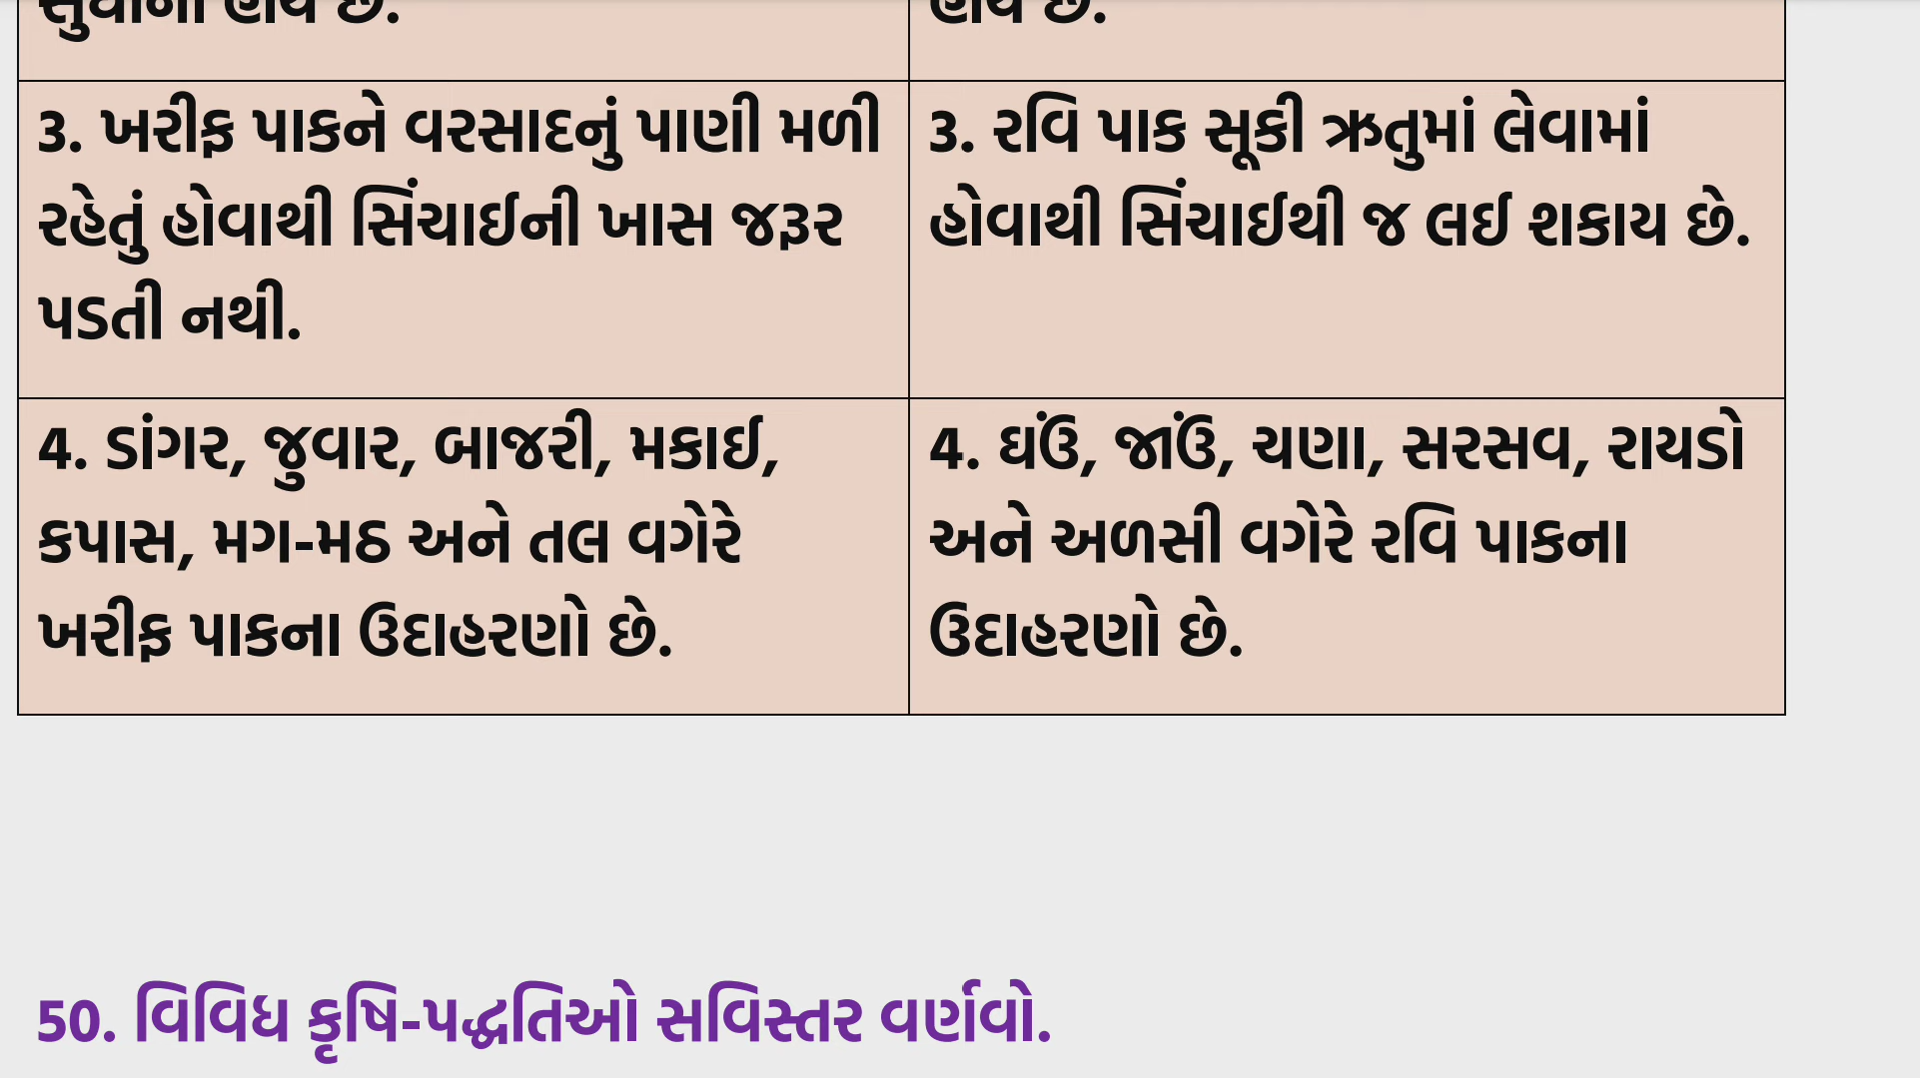 3. ખરીફ પાકને વરસાદનું પાણી મળી
રહેતું હોવાથી સિંચાઈની ખાસ જરૂર
પડતી નથી.
3. રવિ પાક સૂકી ઋતુમાં લેવામાં
હોવાથી સિંચાઈથી જ લઈ શકાય છે.
4. ડાંગર, જુવાર, બાજરી, મકાઈ,
કપાસ, મગ-મઠ અને તલ વગેરે
ખરીફ પાકના ઉદાહરણો છે.
4. ઘઉં, જાઉં, ચણા, સરસવ, રાયડો
અને અળસી વગેરે રવિ પાકના
ઉદાહરણો છે.
50. વિવિધ કૃષિ-પદ્ધતિઓ સવિસ્તર વર્ણવો.